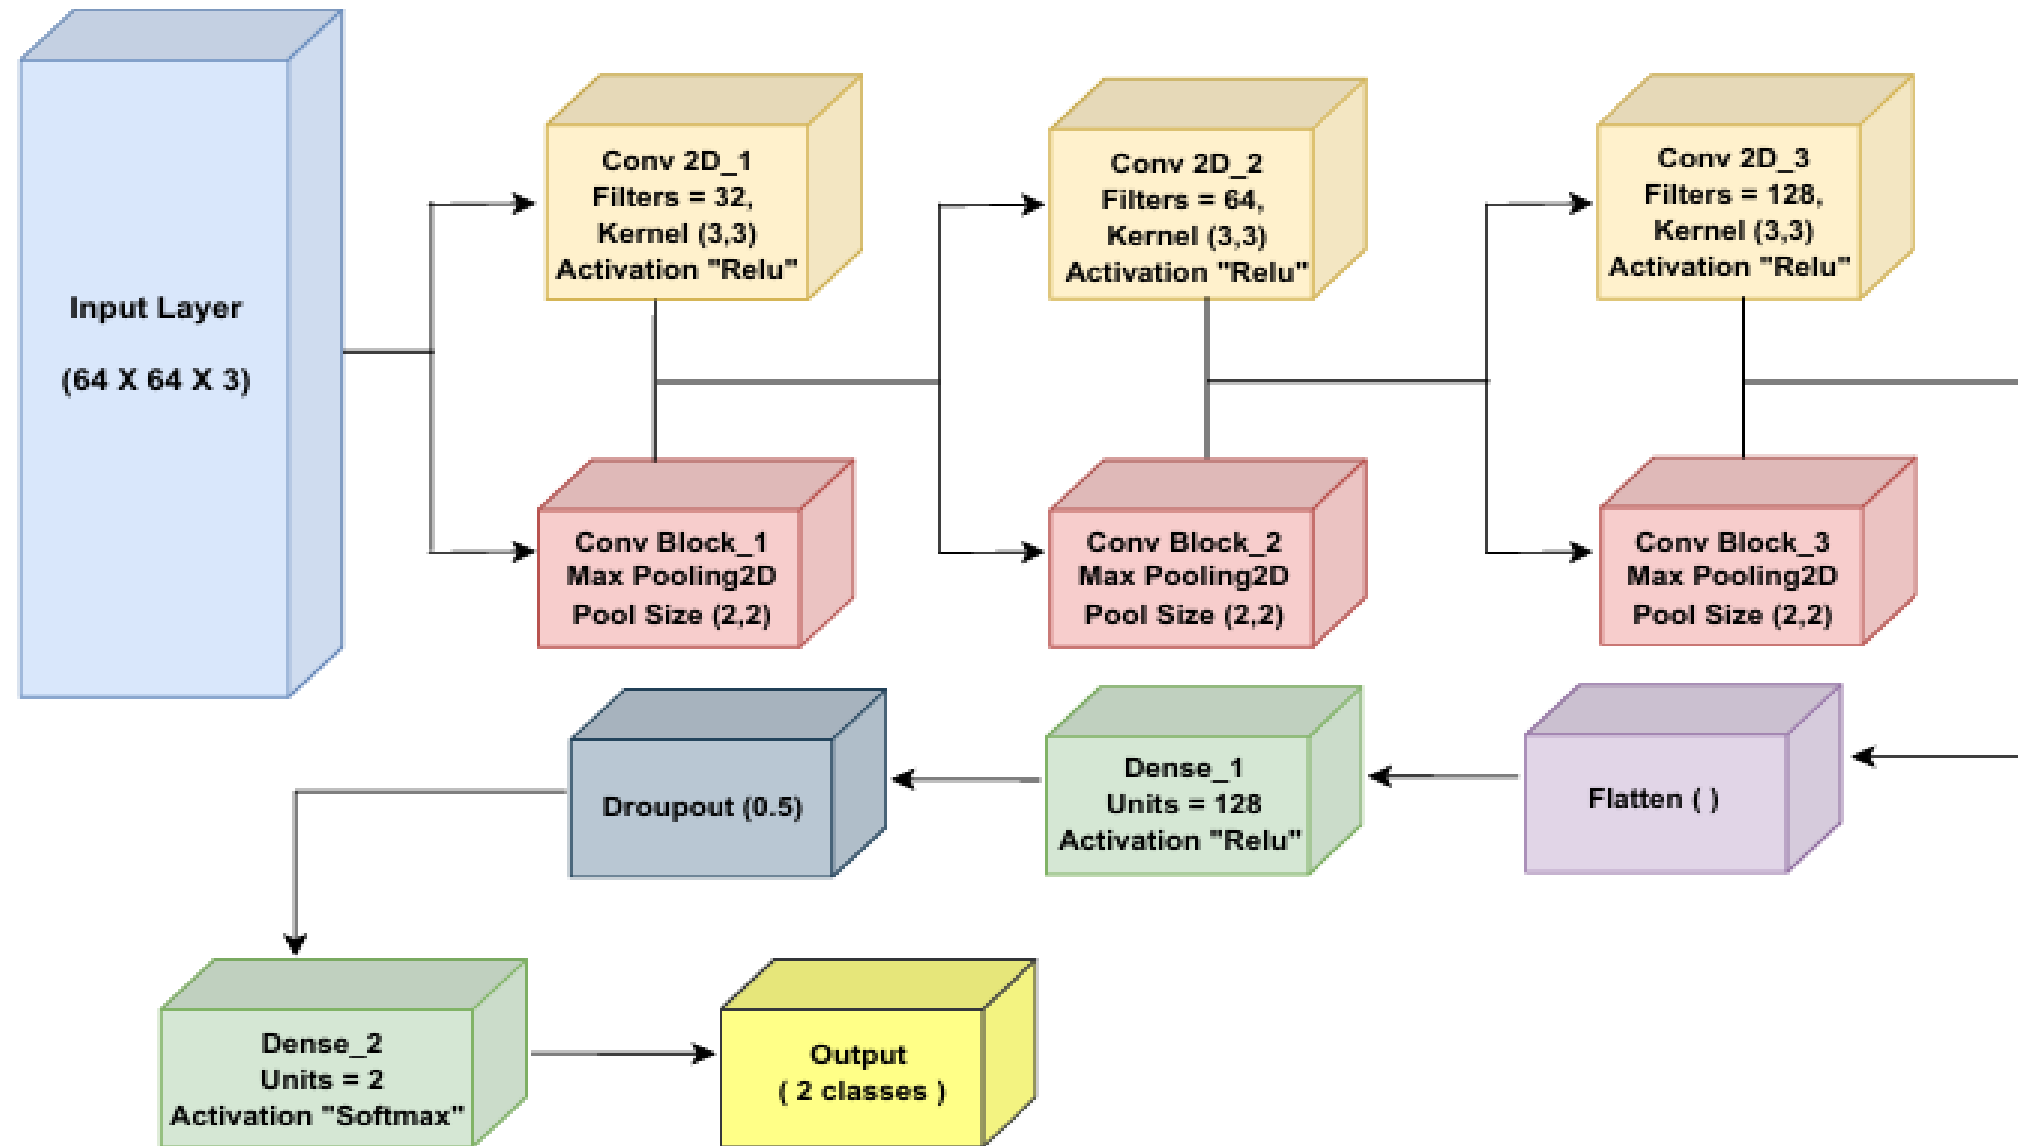 Input Layer
(64 X 64 X 3)
Conv 2D_1
Filters = 32,
Kernel (3,3)
Activation "Relu"
Conv Block_1
Max Pooling2D
Pool Size (2,2)
Conv 2D_2
Filters = 64,
Kernel (3,3)
Activation "Relu"
Conv Block_2
Max Pooling2D
Pool Size (2,2)
Conv 2D_3
Filters = 128,
Kernel (3,3)
Activation "Relu"
Conv Block_3
Max Pooling2D
Pool Size (2,2)
Flatten ( )
Dense_1
Units = 128
Activation "Relu"
Droupout (0.5)
Dense_2
Units = 2
Activation "Softmax"
Output
( 2 classes )